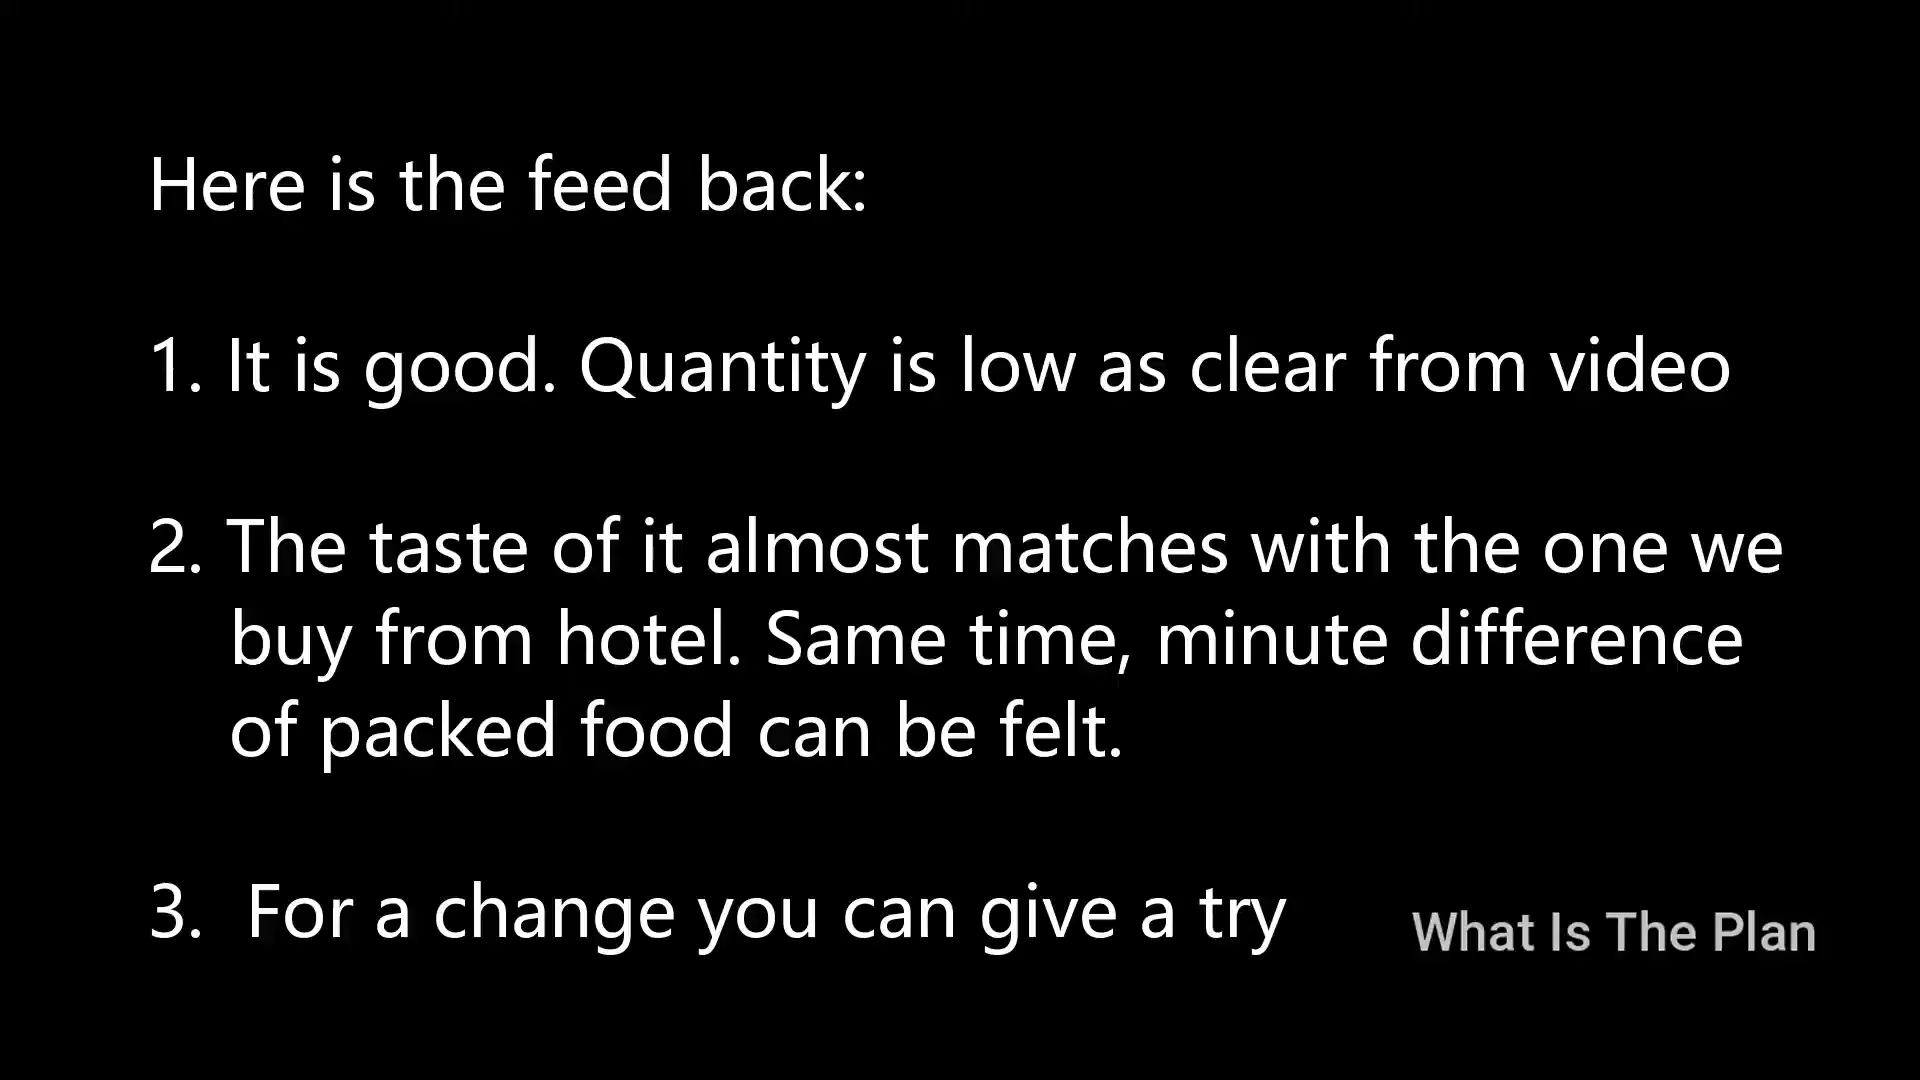 Here is the feed back:
1. It is good. Quantity is low as clear from video
2. The taste of it almost matches with the one we
buy from hotel. Same time, minute difference
of packed food can be felt.
3. For a change you can give a try
What Is The Plan